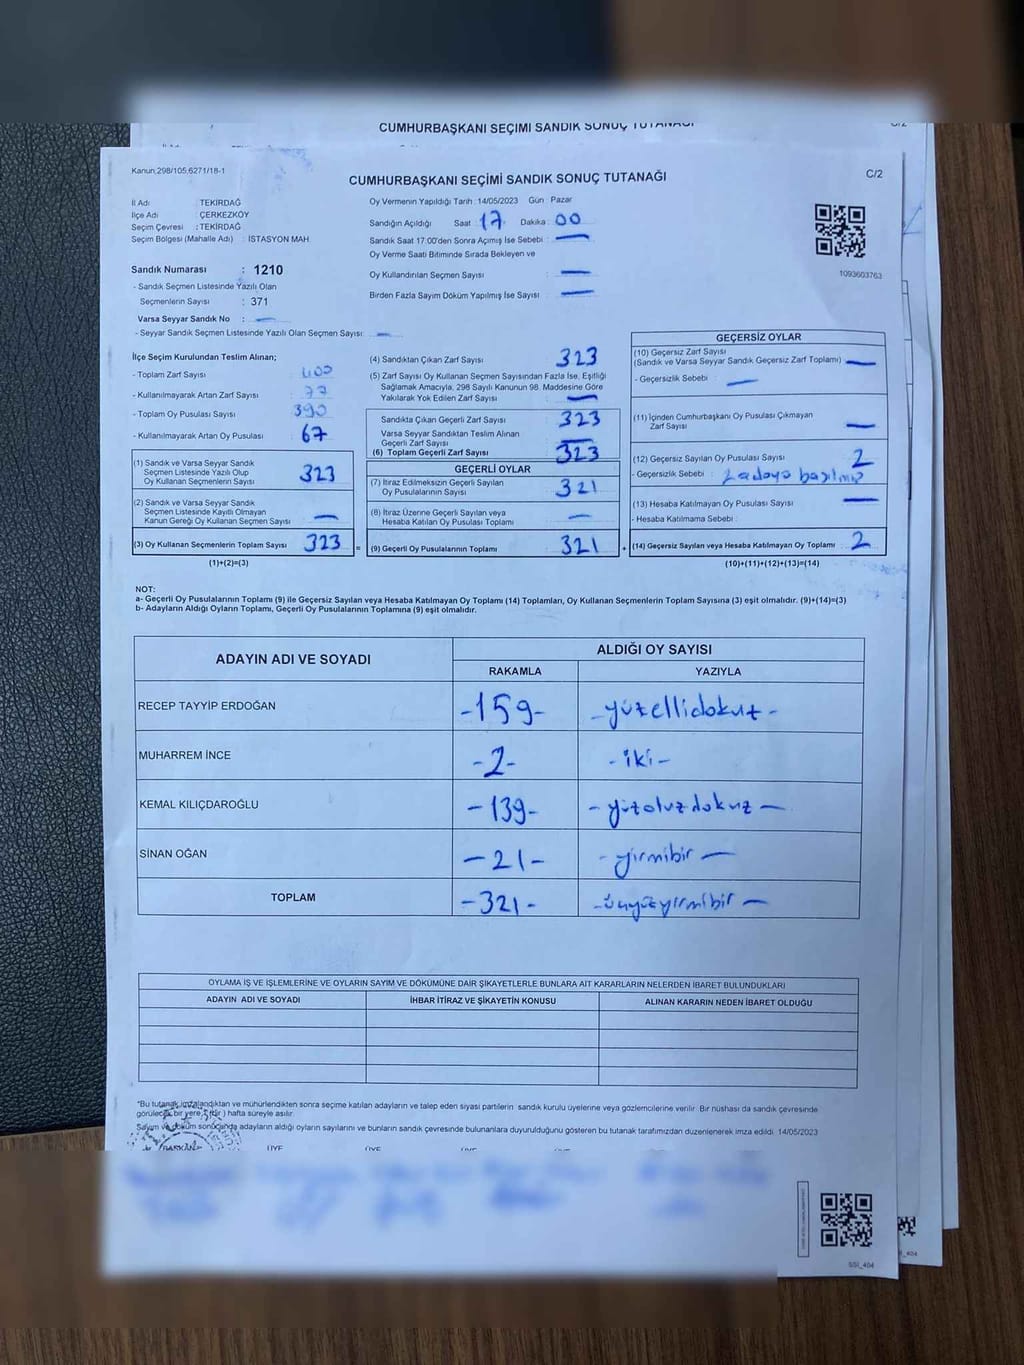 CUMHURBAŞKANI SEÇİMİ SANDIK SONUÇ TUTANAĞI
Kanun,298/105,6271/18-1
CUMHURBAŞKANI SEÇİMİ SANDIK SONUÇ TUTANAĞI
C/2
İl Adı : TEKİRDAĞ
İlçe Adı : ÇERKEZKÖY
Seçim Çevresi : TEKİRDAĞ
Seçim Bölgesi (Mahalle Adı) : İSTASYON MAH.
Oy Vermenin Yapıldığı Tarih :14/05/2023 Gün : Pazar
Sandığın Açıldığı Saat : 17 Dakika : 00
Sandık Saat 17:00'den Sonra Açılmış İse Sebebi : —
Oy Verme Saati Bitiminde Sırada Bekleyen ve
Oy Kullandırılan Seçmen Sayısı : —
Birden Fazla Sayım Döküm Yapılmış İse Sayısı : —
1093603763
Sandık Numarası : 1210
- Sandık Seçmen Listesinde Yazılı Olan
Seçmenlerin Sayısı : 371
Varsa Seyyar Sandık No : —
- Seyyar Sandık Seçmen Listesinde Yazılı Olan Seçmen Sayısı: —
İlçe Seçim Kurulundan Teslim Alınan;
- Toplam Zarf Sayısı : 400
- Kullanılmayarak Artan Zarf Sayısı : 77
- Toplam Oy Pusulası Sayısı : 390
- Kullanılmayarak Artan Oy Pusulası : 67
(1) Sandık ve Varsa Seyyar Sandık
Seçmen Listesinde Yazılı Olup
Oy Kullanan Seçmenlerin Sayısı : 323
(2) Sandık ve Varsa Seyyar Sandık
Seçmen Listesinde Kayıtlı Olmayan
Kanun Gereği Oy Kullanan Seçmen Sayısı : —
(3) Oy Kullanan Seçmenlerin Toplam Sayısı : 323
(1)+(2)=(3)
(4) Sandıktan Çıkan Zarf Sayısı : 323
(5) Zarf Sayısı Oy Kullanan Seçmen Sayısından Fazla İse, Eşitliği
Sağlamak Amacıyla, 298 Sayılı Kanunun 98. Maddesine Göre
Yakılarak Yok Edilen Zarf Sayısı : —
Sandıkta Çıkan Geçerli Zarf Sayısı : 323
Varsa Seyyar Sandıktan Teslim Alınan
Geçerli Zarf Sayısı : —
(6) Toplam Geçerli Zarf Sayısı : 323
GEÇERLİ OYLAR
(7) İtiraz Edilmeksizin Geçerli Sayılan
Oy Pusulalarının Sayısı : 321
(8) İtiraz Üzerine Geçerli Sayılan veya
Hesaba Katılan Oy Pusulası Toplamı : —
= (9) Geçerli Oy Pusulalarının Toplamı : 321 +
GEÇERSİZ OYLAR
(10) Geçersiz Zarf Sayısı
(Sandık ve Varsa Seyyar Sandık Geçersiz Zarf Toplamı) : —
- Geçersizlik Sebebi : —
(11) İçinden Cumhurbaşkanı Oy Pusulası Çıkmayan
Zarf Sayısı : —
(12) Geçersiz Sayılan Oy Pusulası Sayısı : 2
- Geçersizlik Sebebi : 2 adaya basılmış
(13) Hesaba Katılmayan Oy Pusulası Sayısı : —
- Hesaba Katılmama Sebebi :
(14) Geçersiz Sayılan veya Hesaba Katılmayan Oy Toplamı : 2
(10)+(11)+(12)+(13)=(14)
NOT:
a- Geçerli Oy Pusulalarının Toplamı (9) ile Geçersiz Sayılan veya Hesaba Katılmayan Oy Toplamı (14) Toplamları, Oy Kullanan Seçmenlerin Toplam Sayısına (3) eşit olmalıdır. (9)+(14)=(3)
b- Adayların Aldığı Oyların Toplamı, Geçerli Oy Pusulalarının Toplamına (9) eşit olmalıdır.
ADAYIN ADI VE SOYADI
ALDIĞI OY SAYISI
RAKAMLA YAZIYLA
RECEP TAYYİP ERDOĞAN -159- -yüzellidokuz-
MUHARREM İNCE -2- -iki-
KEMAL KILIÇDAROĞLU -139- -yüzotuzdokuz-
SİNAN OĞAN -21- -yirmibir-
TOPLAM -321- -üçyüzyirmibir-
OYLAMA İŞ VE İŞLEMLERİNE VE OYLARIN SAYIM VE DÖKÜMÜNE DAİR ŞİKAYETLERLE BUNLARA AİT KARARLARIN NELERDEN İBARET BULUNDUKLARI
ADAYIN ADI VE SOYADI İHBAR İTİRAZ VE ŞİKAYETİN KONUSU ALINAN KARARIN NEDEN İBARET OLDUĞU
*Bu tutanak imzalandıktan ve mühürlendikten sonra seçime katılan adayların ve talep eden siyasi partilerin sandık kurulu üyelerine veya gözlemcilerine verilir. Bir nüshası da sandık çevresinde
görülecek bir yere 1 (bir ) hafta süreyle asılır.
Sayım ve döküm sonucunda adayların aldığı oyların sayılarını ve bunların sandık çevresinde bulunanlara duyurulduğunu gösteren bu tutanak tarafımızdan düzenlenerek imza edildi. 14/05/2023
BAŞKAN ÜYE ÜYE ÜYE ÜYE
SSI_404